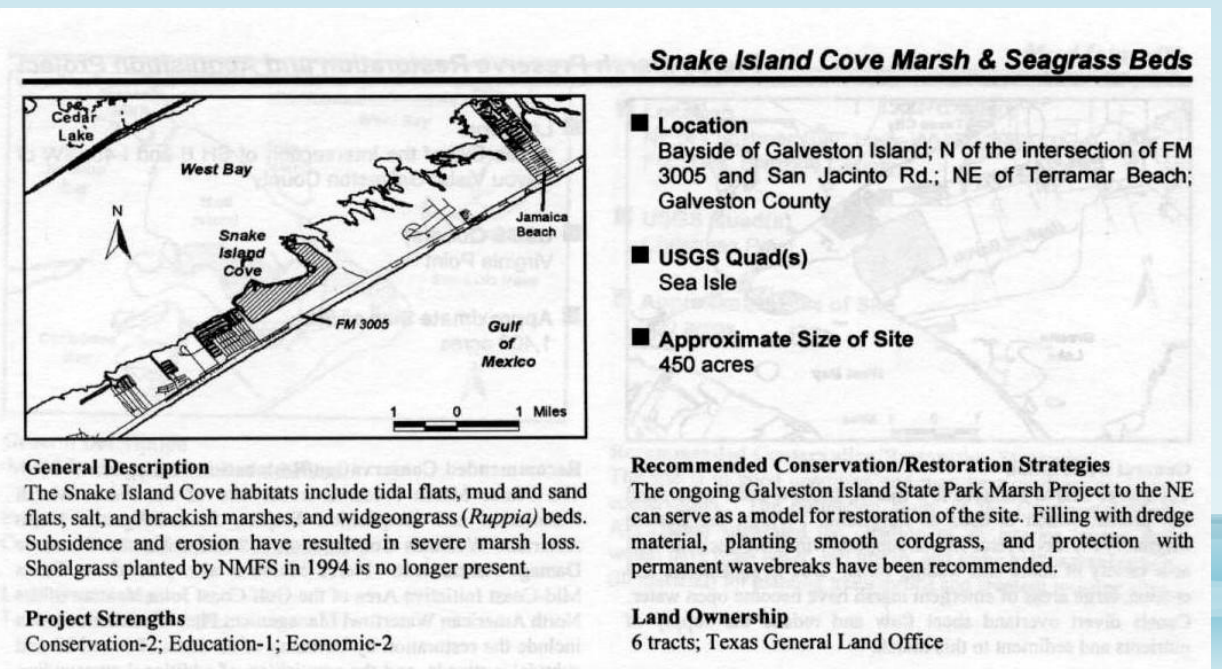 Snake Island Cove Marsh & Seagrass Beds
Cedar
Lake
West Bay
N
Snake
Island
Cove
Jamaica
Beach
FM 3005
Gulf
of
Mexico
1 0 1 Miles
■ Location
Bayside of Galveston Island; N of the intersection of FM
3005 and San Jacinto Rd.; NE of Terramar Beach;
Galveston County
■ USGS Quad(s)
Sea Isle
■ Approximate Size of Site
450 acres
General Description
The Snake Island Cove habitats include tidal flats, mud and sand
flats, salt, and brackish marshes, and widgeongrass (Ruppia) beds.
Subsidence and erosion have resulted in severe marsh loss.
Shoalgrass planted by NMFS in 1994 is no longer present.
Project Strengths
Conservation-2; Education-1; Economic-2
Recommended Conservation/Restoration Strategies
The ongoing Galveston Island State Park Marsh Project to the NE
can serve as a model for restoration of the site. Filling with dredge
material, planting smooth cordgrass, and protection with
permanent wavebreaks have been recommended.
Land Ownership
6 tracts; Texas General Land Office